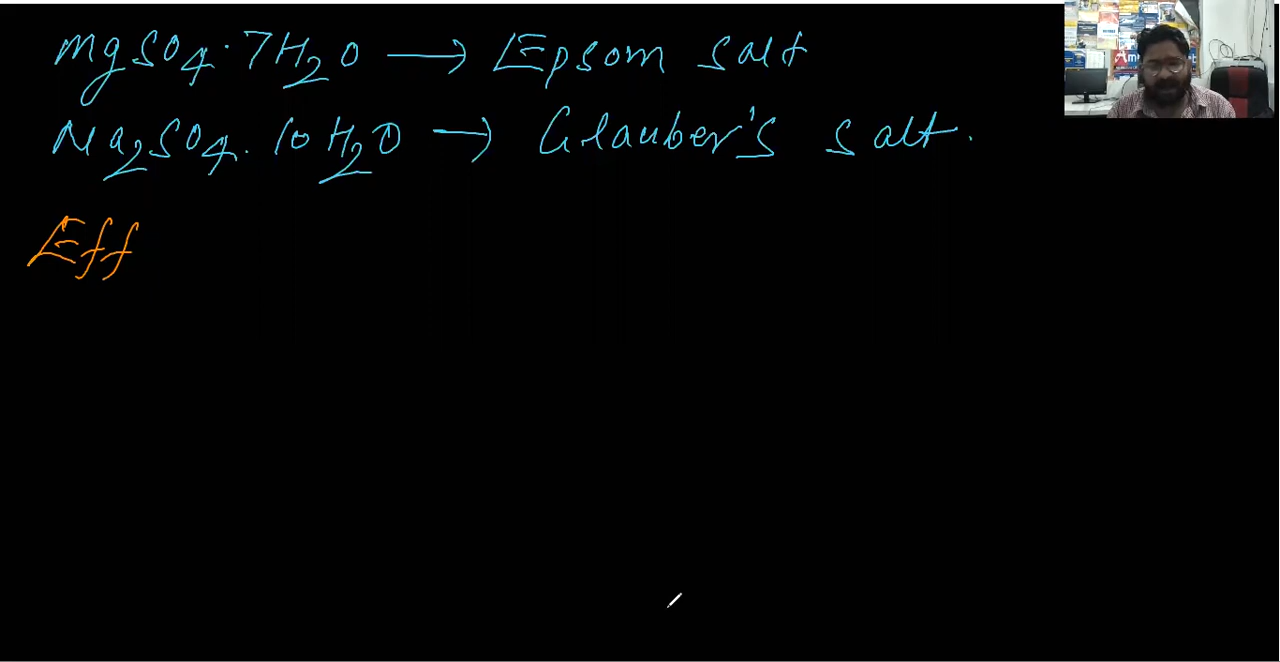 MgSO4.7H2O → Epsom salt
Na2SO4.10H2O → Glauber's salt.
Eff